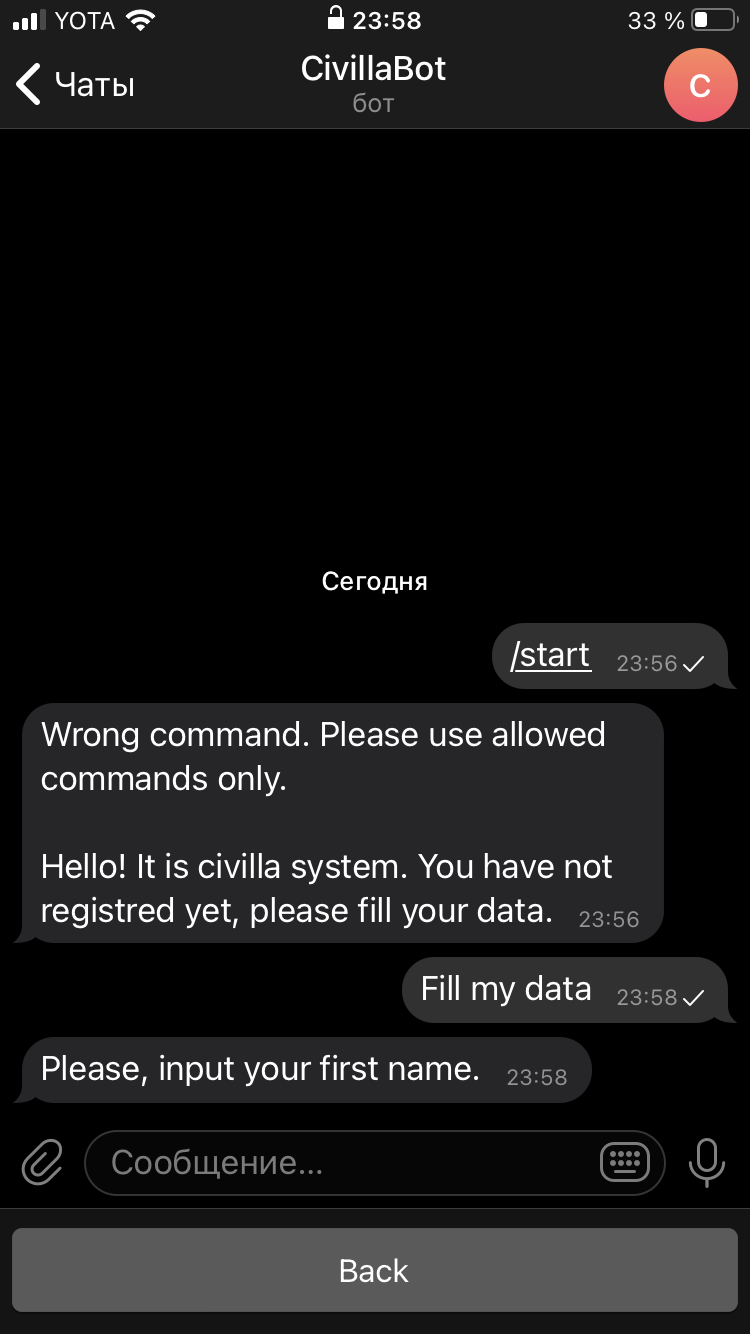 YOTA 23:58 33 %
Чаты
CivillaBot
бот
C
Сегодня
/start 23:56
Wrong command. Please use allowed
commands only.
Hello! It is civilla system. You have not
registred yet, please fill your data. 23:56
Fill my data 23:58
Please, input your first name. 23:58
Сообщение...
Back